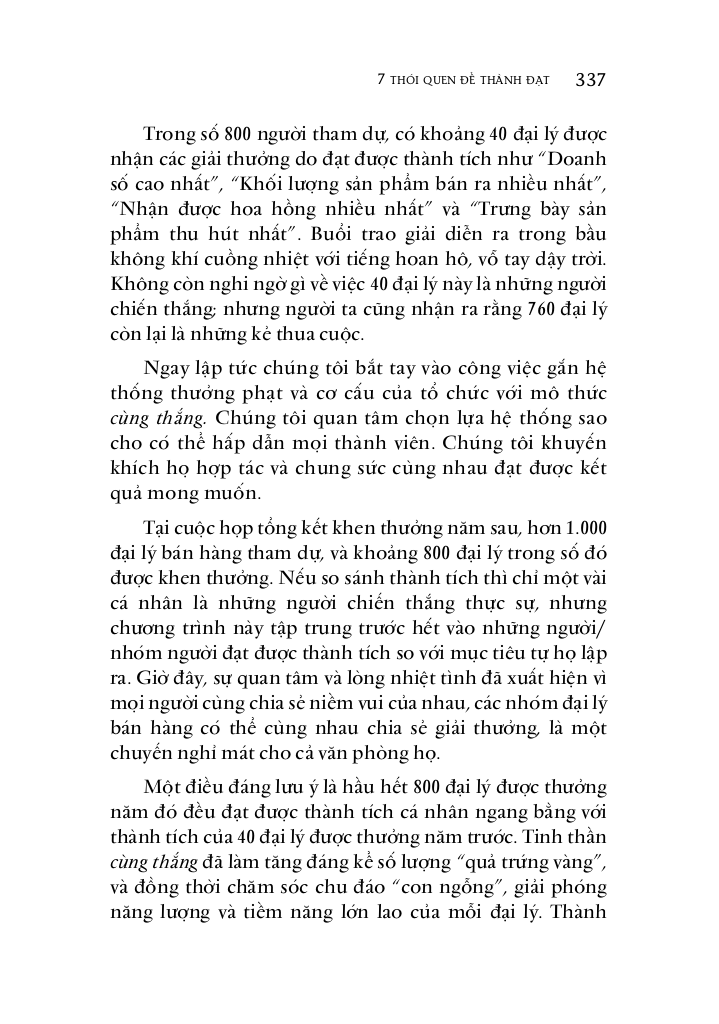 7 THÓI QUEN ĐỂ THÀNH ĐẠT 337
Trong số 800 người tham dự, có khoảng 40 đại lý được
nhận các giải thưởng do đạt được thành tích như “Doanh
số cao nhất”, “Khối lượng sản phẩm bán ra nhiều nhất”,
“Nhận được hoa hồng nhiều nhất” và “Trưng bày sản
phẩm thu hút nhất”. Buổi trao giải diễn ra trong bầu
không khí cuồng nhiệt với tiếng hoan hô, vỗ tay dậy trời.
Không còn nghi ngờ gì về việc 40 đại lý này là những người
chiến thắng; nhưng người ta cũng nhận ra rằng 760 đại lý
còn lại là những kẻ thua cuộc.
Ngay lập tức chúng tôi bắt tay vào công việc gắn hệ
thống thưởng phạt và cơ cấu của tổ chức với mô thức
cùng thắng. Chúng tôi quan tâm chọn lựa hệ thống sao
cho có thể hấp dẫn mọi thành viên. Chúng tôi khuyến
khích họ hợp tác và chung sức cùng nhau đạt được kết
quả mong muốn.
Tại cuộc họp tổng kết khen thưởng năm sau, hơn 1.000
đại lý bán hàng tham dự, và khoảng 800 đại lý trong số đó
được khen thưởng. Nếu so sánh thành tích thì chỉ một vài
cá nhân là những người chiến thắng thực sự, nhưng
chương trình này tập trung trước hết vào những người/
nhóm người đạt được thành tích so với mục tiêu tự họ lập
ra. Giờ đây, sự quan tâm và lòng nhiệt tình đã xuất hiện vì
mọi người cùng chia sẻ niềm vui của nhau, các nhóm đại lý
bán hàng có thể cùng nhau chia sẻ giải thưởng, là một
chuyến nghỉ mát cho cả văn phòng họ.
Một điều đáng lưu ý là hầu hết 800 đại lý được thưởng
năm đó đều đạt được thành tích cá nhân ngang bằng với
thành tích của 40 đại lý được thưởng năm trước. Tinh thần
cùng thắng đã làm tăng đáng kể số lượng “quả trứng vàng”,
và đồng thời chăm sóc chu đáo “con ngỗng”, giải phóng
năng lượng và tiềm năng lớn lao của mỗi đại lý. Thành